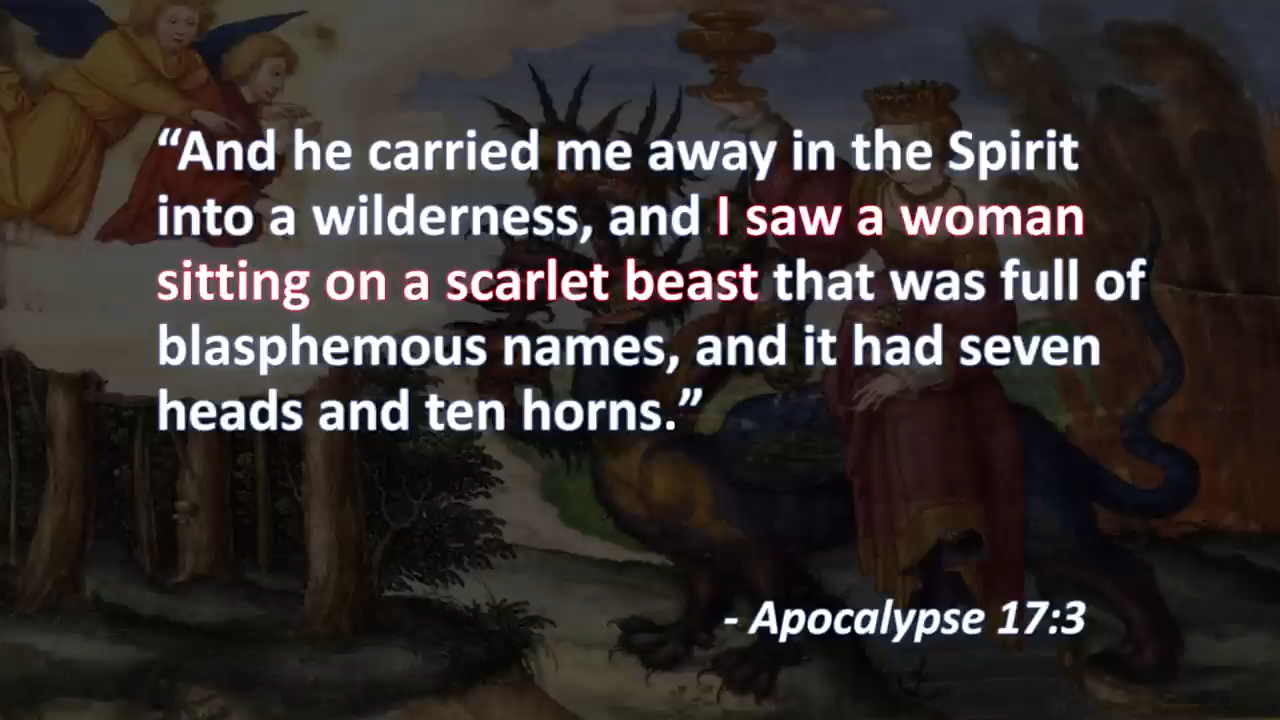 “And he carried me away in the Spirit
into a wilderness, and I saw a woman
sitting on a scarlet beast that was full of
blasphemous names, and it had seven
heads and ten horns.”
- Apocalypse 17:3